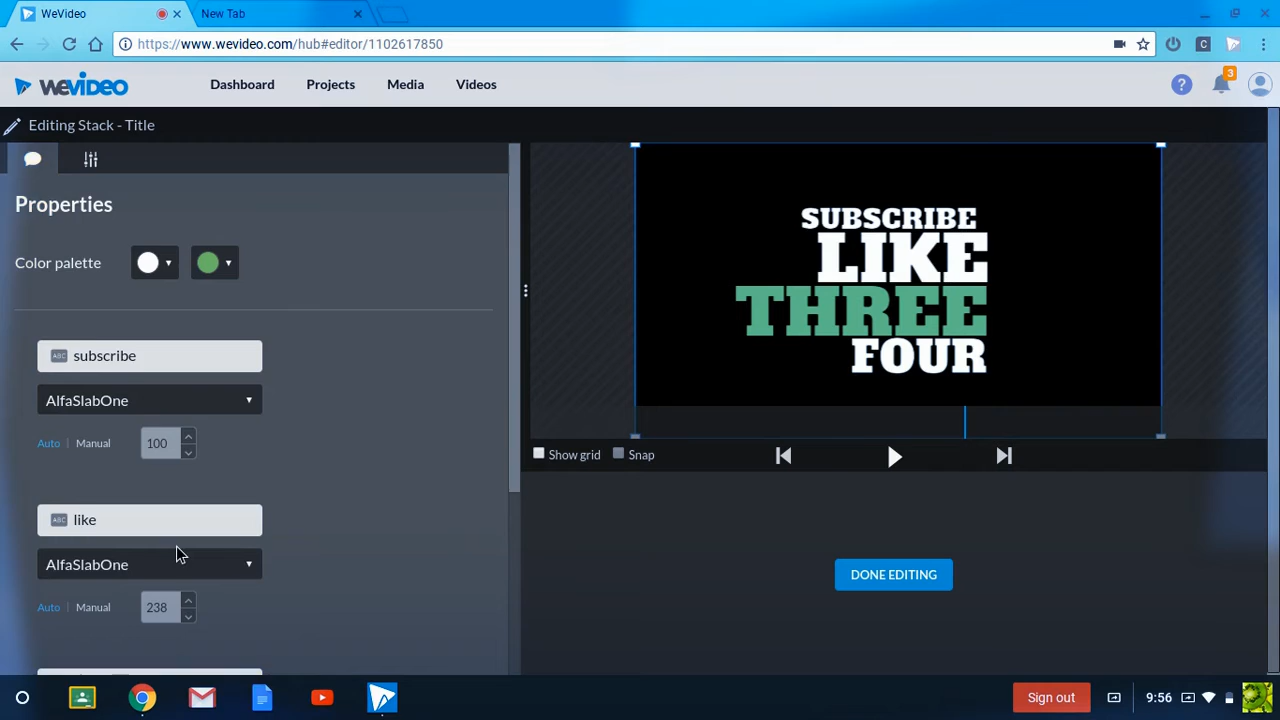 WeVideo
New Tab
https://www.wevideo.com/hub#editor/1102617850
WEVIDEO
Dashboard
Projects
Media
Videos
3
Editing Stack - Title
Properties
Color palette
ABC subscribe
AlfaSlabOne
Auto | Manual 100
ABC like
AlfaSlabOne
Auto | Manual 238
SUBSCRIBE
LIKE
THREE
FOUR
Show grid
Snap
DONE EDITING
Sign out
9:56